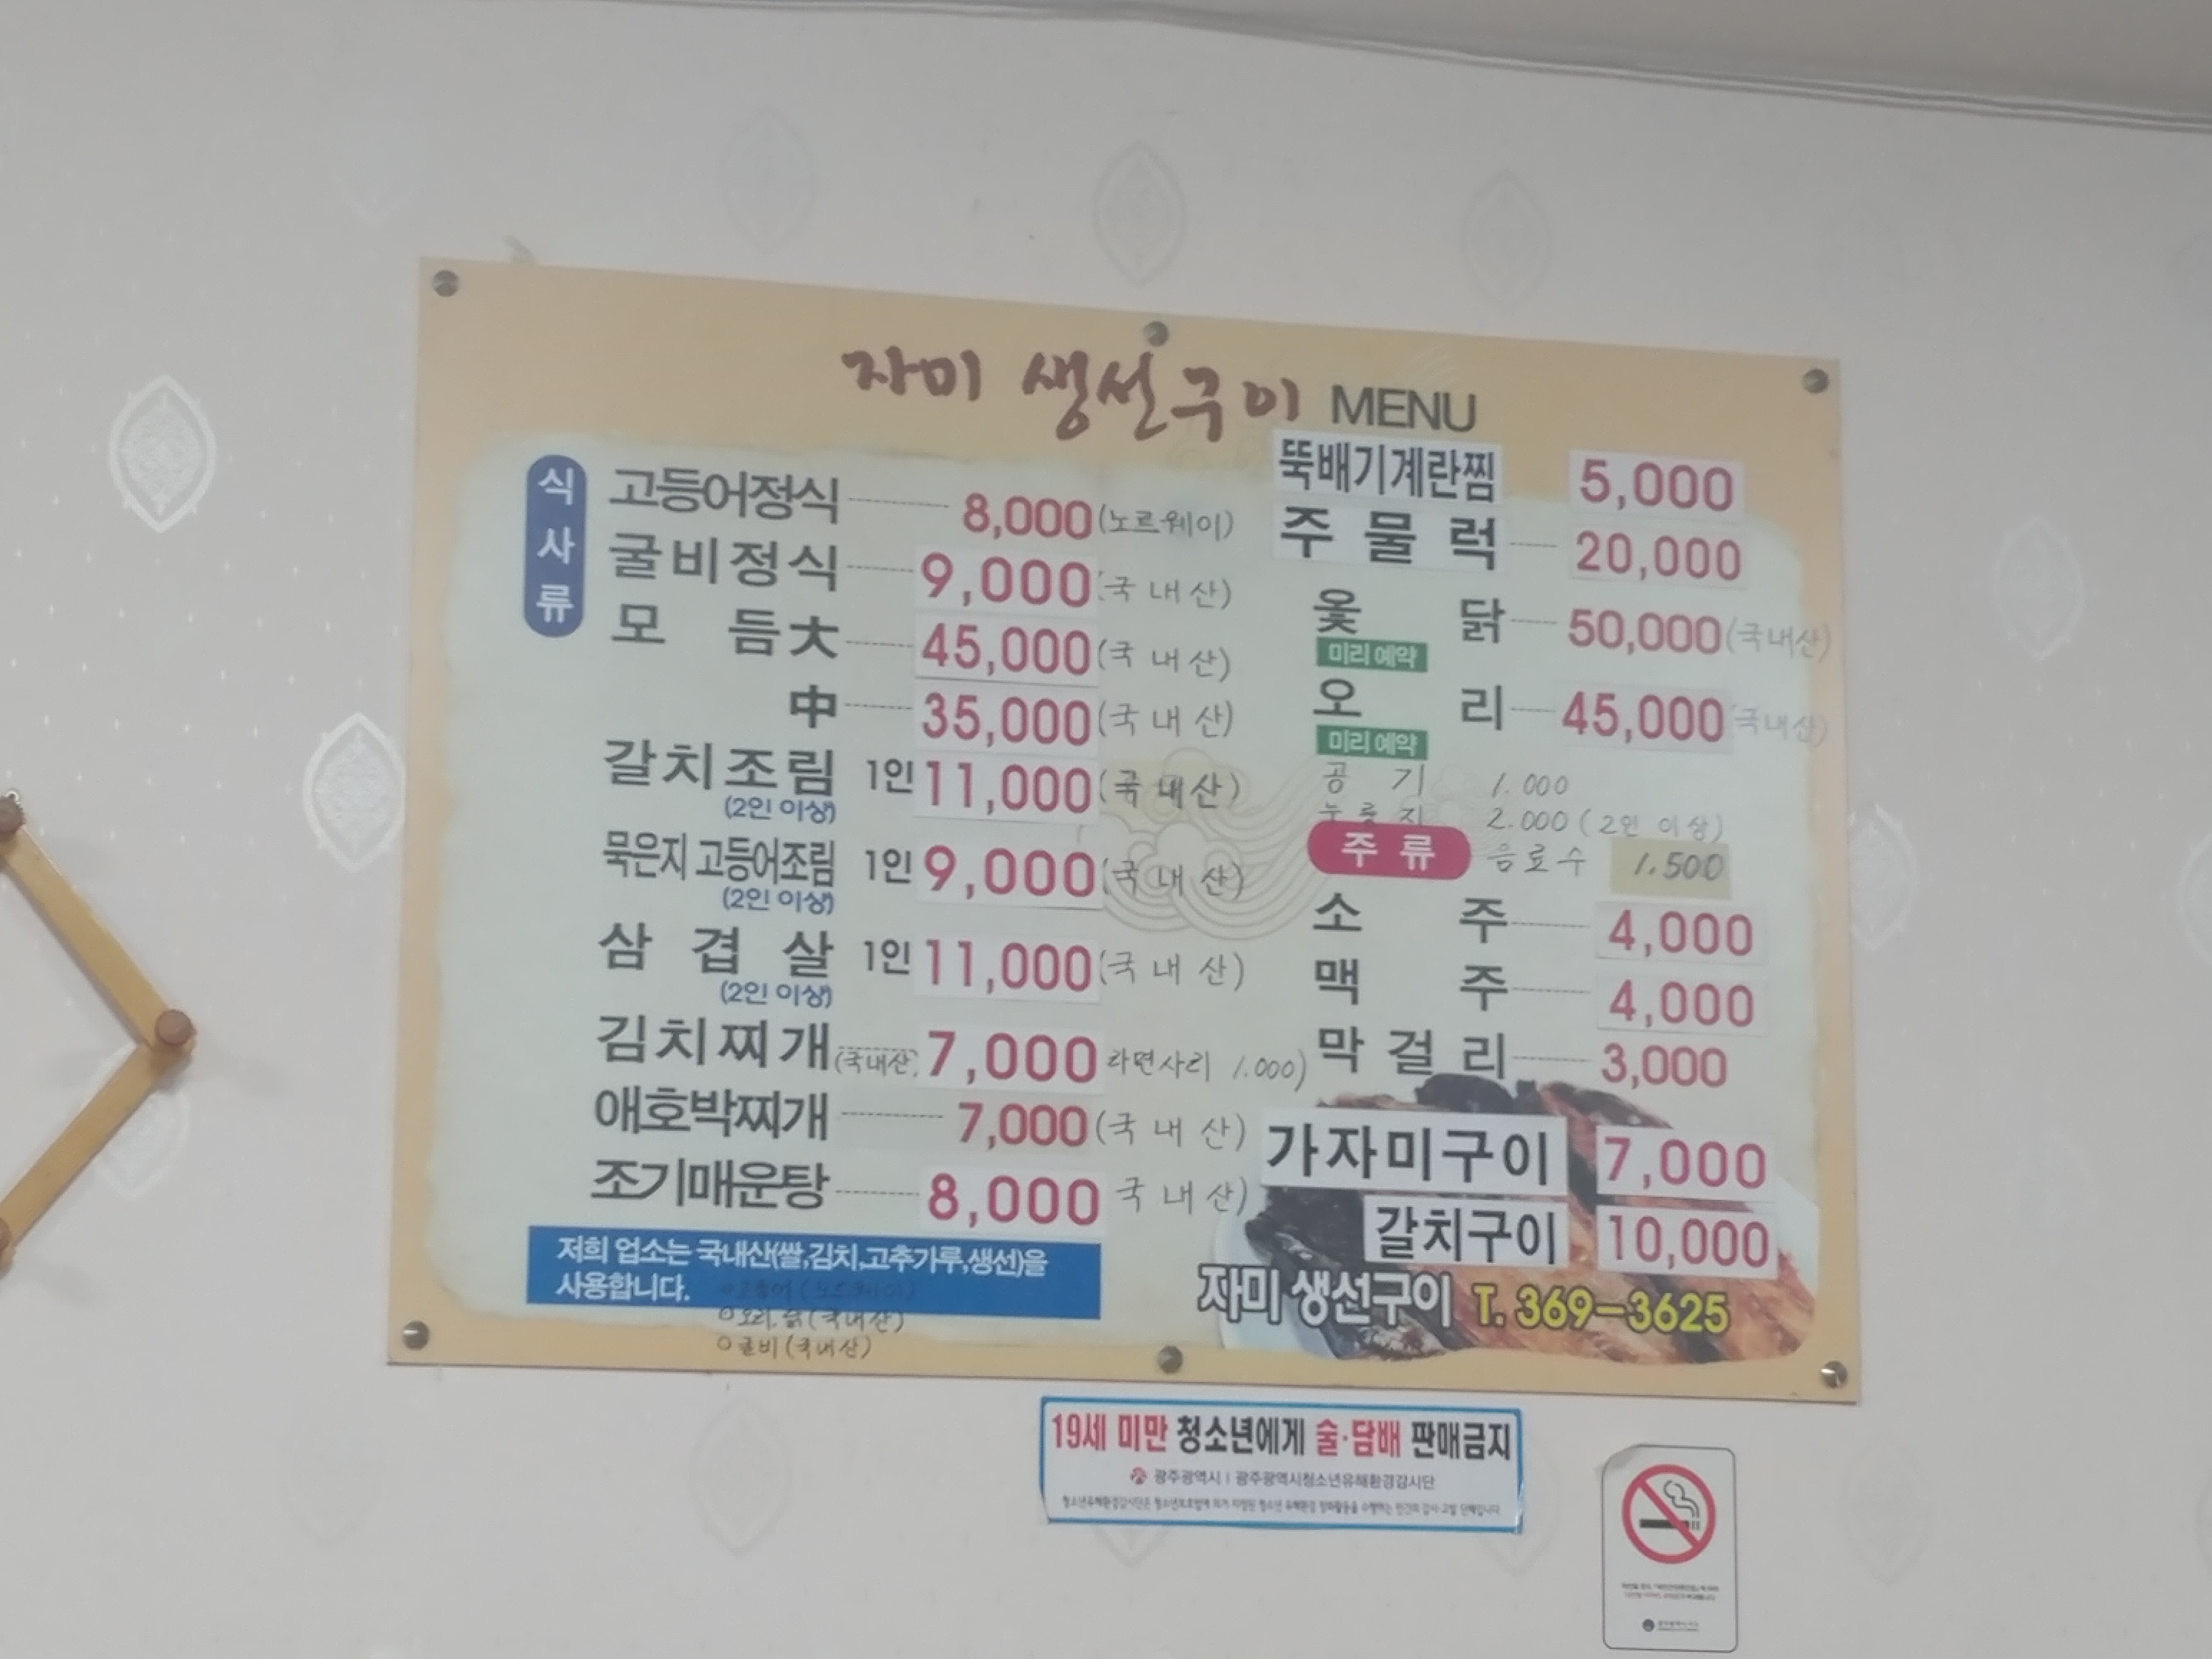 자미 생선구이 MENU
식사류
고등어정식 8,000 (노르웨이)
굴비정식 9,000 (국내산)
모듬大 45,000 (국내산)
中 35,000 (국내산)
갈치조림 1인 11,000 (국내산)
(2인 이상)
묵은지 고등어조림 1인 9,000 (국내산)
(2인 이상)
삼겹살 1인 11,000 (국내산)
(2인 이상)
김치찌개 (국내산) 7,000 라면사리 1.000)
애호박찌개 7,000 (국내산)
조기매운탕 8,000 국내산)
저희 업소는 국내산(쌀,김치,고추가루,생선)을
사용합니다.
○고등어 (노르웨이)
○오리, 닭 (국내산)
○굴비 (국내산)
뚝배기계란찜 5,000
주물럭 20,000
옻닭 50,000 (국내산)
미리 예약
오리 45,000 (국내산)
미리 예약
공기 1.000
누룽지 2.000 (2인 이상)
주류
음료수 1.500
소주 4,000
맥주 4,000
막걸리 3,000
가자미구이 7,000
갈치구이 10,000
자미 생선구이 T. 369-3625
19세 미만 청소년에게 술·담배 판매금지
광주광역시 | 광주광역시청소년유해환경감시단